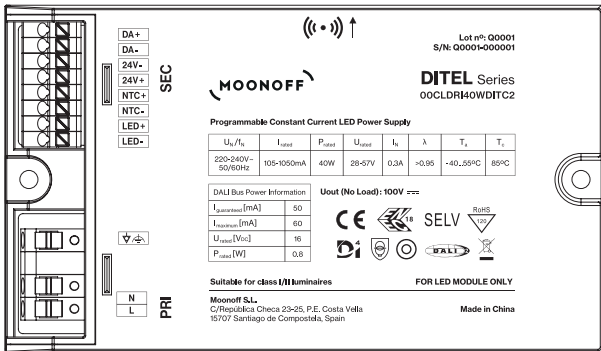 DA+
DA-
24V-
24V+
NTC+
NTC-
LED+
LED-
SEC
N
L
PRI
Lot nº: Q0001
S/N: Q0001-000001
MOONOFF
DITEL Series
00CLDRI40WDITC2
Programmable Constant Current LED Power Supply
UN/fN Irated Prated Urated IN λ Ta Tc
220-240V~ 50/60Hz 105-1050mA 40W 28-57V 0,3A >0.95 -40...55ºC 85ºC
DALI Bus Power Information
Iguaranteed [mA] 50
Imaximum [mA] 60
Urated [VDC] 16
Prated [W] 0,8
Uout (No Load): 100V
CE
18
SELV
RoHS
120
D4i
DALI
Suitable for class I/II luminaires
FOR LED MODULE ONLY
Moonoff S.L.
C/República Checa 23-25, P.E. Costa Vella
15707 Santiago de Compostela, Spain
Made in China